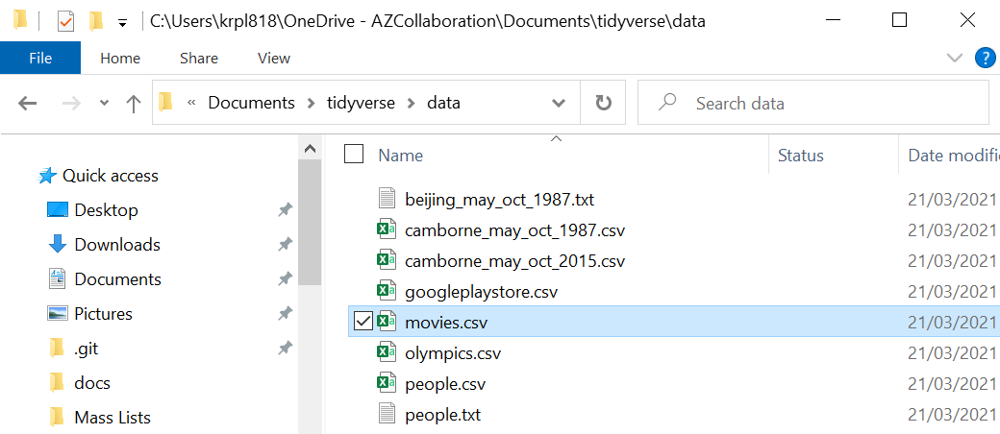 C:\Users\krpl818\OneDrive - AZCollaboration\Documents\tidyverse\data
File Home Share View
« Documents > tidyverse > data
Search data
Quick access
Desktop
Downloads
Documents
Pictures
.git
docs
Mass Lists
Name Status Date modifi
beijing_may_oct_1987.txt 21/03/2021
camborne_may_oct_1987.csv 21/03/2021
camborne_may_oct_2015.csv 21/03/2021
googleplaystore.csv 21/03/2021
movies.csv 21/03/2021
olympics.csv 21/03/2021
people.csv 21/03/2021
people.txt 21/03/2021